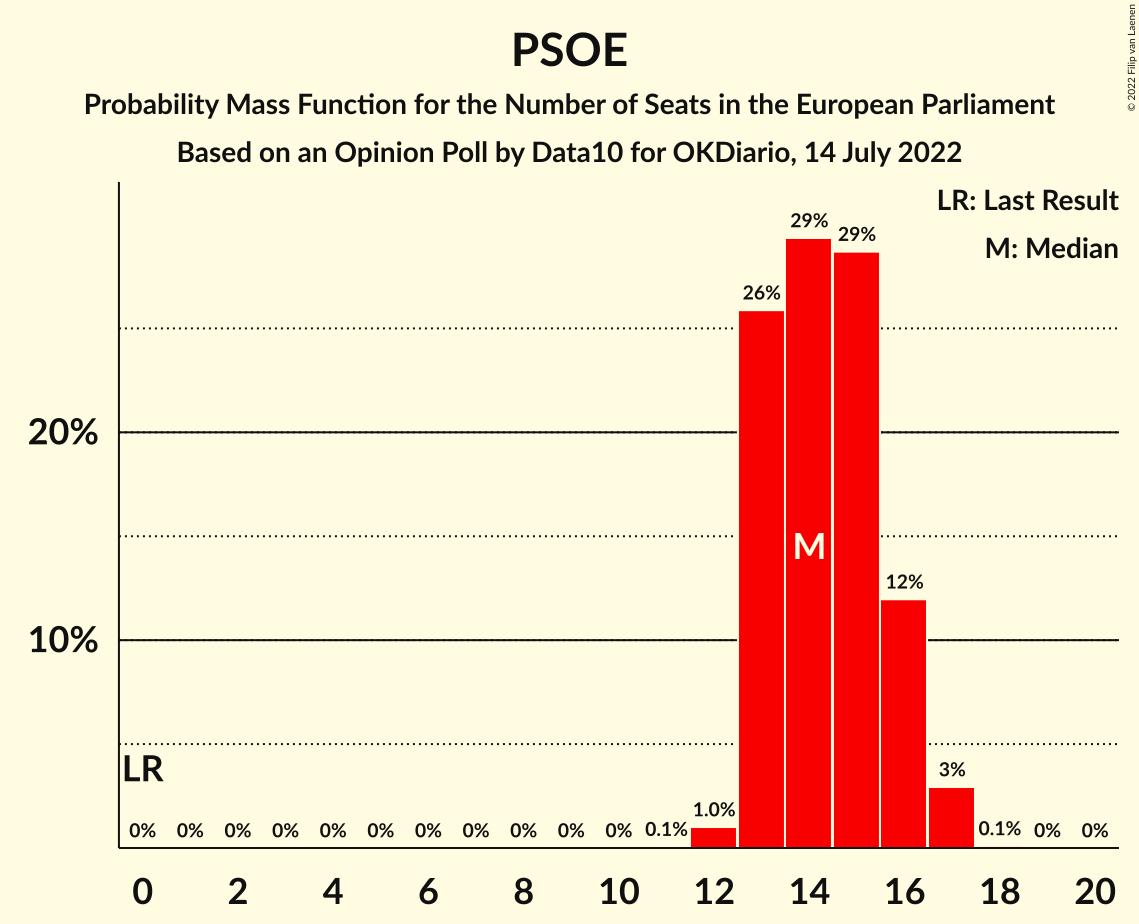 PSOE
Probability Mass Function for the Number of Seats in the European Parliament
Based on an Opinion Poll by Data10 for OKDiario, 14 July 2022
© 2022 Filip van Laenen
LR: Last Result
M: Median
29%
29%
26%
20%
M
12%
10%
LR
3%
1.0%
0% 0% 0% 0% 0% 0% 0% 0% 0% 0% 0% 0.1% 0.1% 0% 0%
0 2 4 6 8 10 12 14 16 18 20